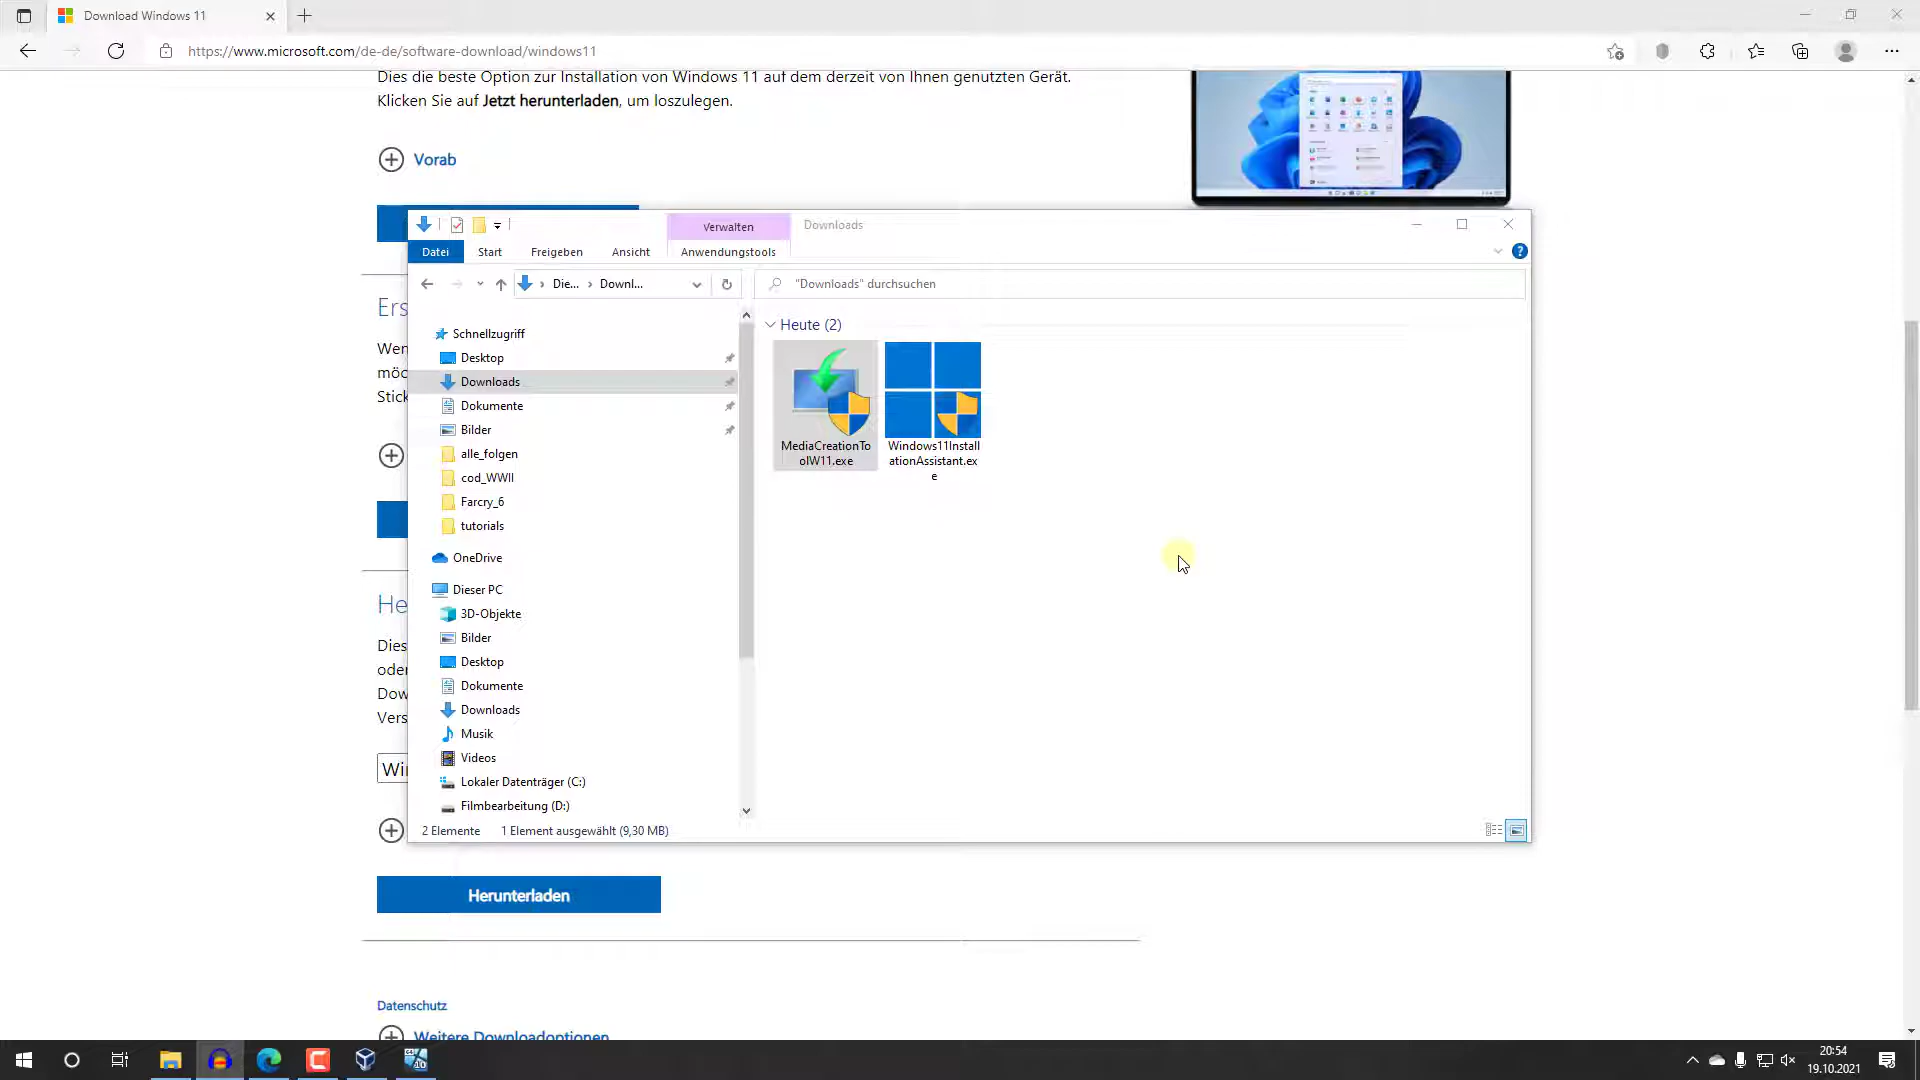 Download Windows 11
https://www.microsoft.com/de-de/software-download/windows11
Dies die beste Option zur Installation von Windows 11 auf dem derzeit von Ihnen genutzten Gerät.
Klicken Sie auf Jetzt herunterladen, um loszulegen.
Vorab
Verwalten
Downloads
Datei
Start
Freigeben
Ansicht
Anwendungstools
Die...
Downl...
"Downloads" durchsuchen
Ers
Wen
möc
Stick
Schnellzugriff
Desktop
Downloads
Dokumente
Bilder
alle_folgen
cod_WWII
Farcry_6
tutorials
OneDrive
Dieser PC
3D-Objekte
Bilder
Desktop
Dokumente
Downloads
Musik
Videos
Lokaler Datenträger (C:)
Filmbearbeitung (D:)
Heute (2)
MediaCreationTo
olW11.exe
Windows11Install
ationAssistant.ex
e
He
Dies
oder
Dow
Vers
Win
2 Elemente
1 Element ausgewählt (9,30 MB)
Herunterladen
Datenschutz
Weitere Downloadoptionen
20:54
19.10.2021